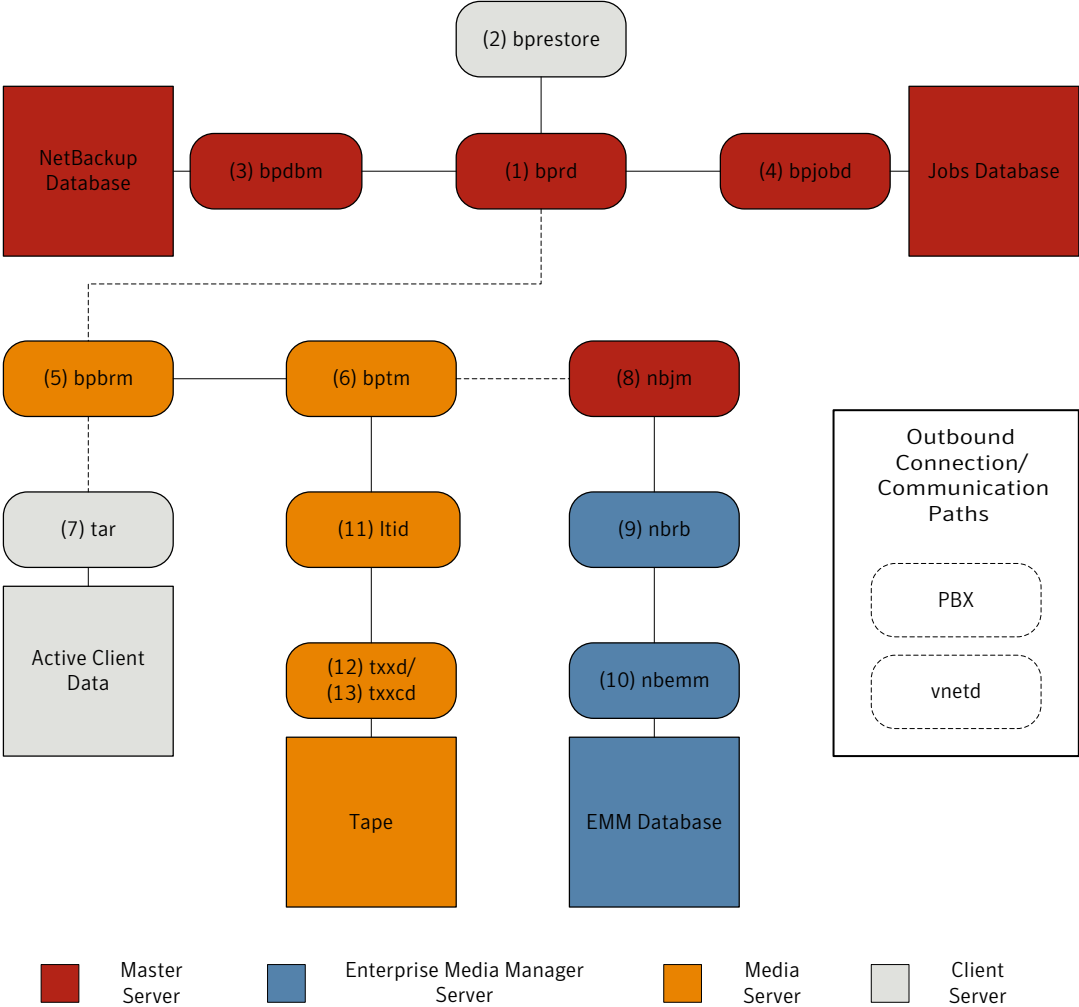 (2) bprestore
NetBackup
Database
(3) bpdbm
(1) bprd
(4) bpjobd
Jobs Database
(5) bpbrm
(6) bptm
(8) nbjm
(7) tar
(11) ltid
(9) nbrb
Active Client
Data
(12) txxd/
(13) txxcd
(10) nbemm
Tape
EMM Database
Outbound
Connection/
Communication
Paths
PBX
vnetd
Master
Server
Enterprise Media Manager
Server
Media
Server
Client
Server